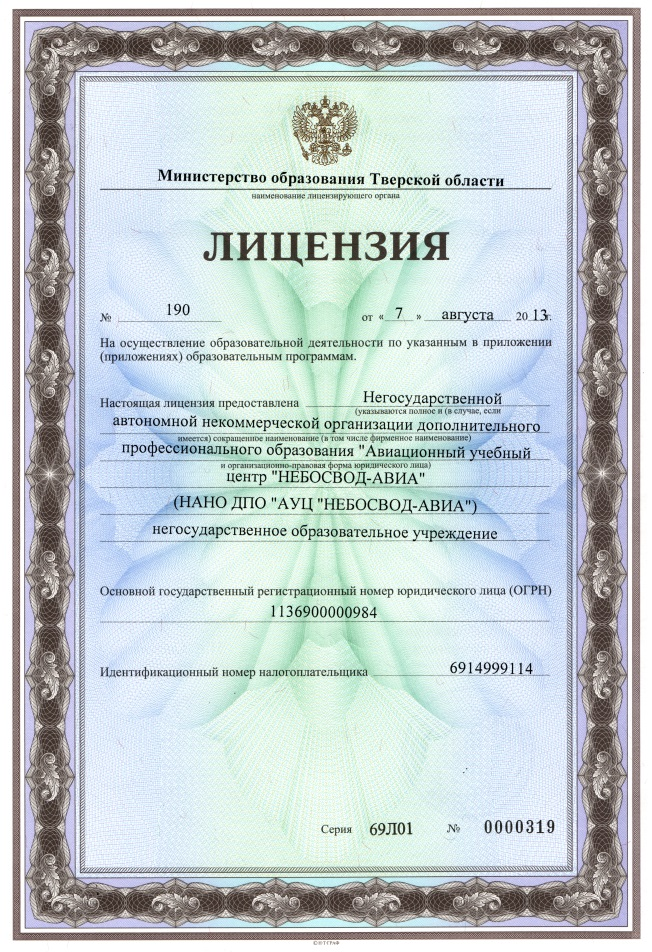 Министерство образования Тверской области
наименование лицензирующего органа
ЛИЦЕНЗИЯ
№ 190 от « 7 » августа 2013г.
На осуществление образовательной деятельности по указанным в приложении
(приложениях) образовательным программам.
Настоящая лицензия предоставлена Негосударственной
(указываются полное и (в случае, если
автономной некоммерческой организации дополнительного
имеется) сокращенное наименование (в том числе фирменное наименование)
профессионального образования "Авиационный учебный
и организационно-правовая форма юридического лица)
центр "НЕБОСВОД-АВИА"
(НАНО ДПО "АУЦ "НЕБОСВОД-АВИА")
негосударственное образовательное учреждение
Основной государственный регистрационный номер юридического лица (ОГРН)
1136900000984
Идентификационный номер налогоплательщика 6914999114
Серия 69Л01 № 0000319